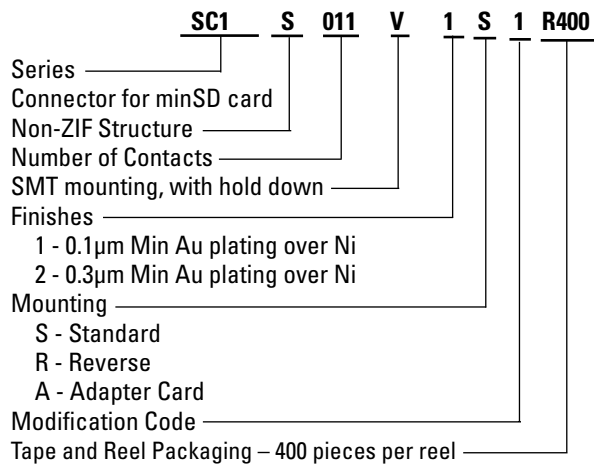 SC1 S 011 V 1 S 1 R400
Series
Connector for minSD card
Non-ZIF Structure
Number of Contacts
SMT mounting, with hold down
Finishes
1 - 0.1µm Min Au plating over Ni
2 - 0.3µm Min Au plating over Ni
Mounting
S - Standard
R - Reverse
A - Adapter Card
Modification Code
Tape and Reel Packaging – 400 pieces per reel